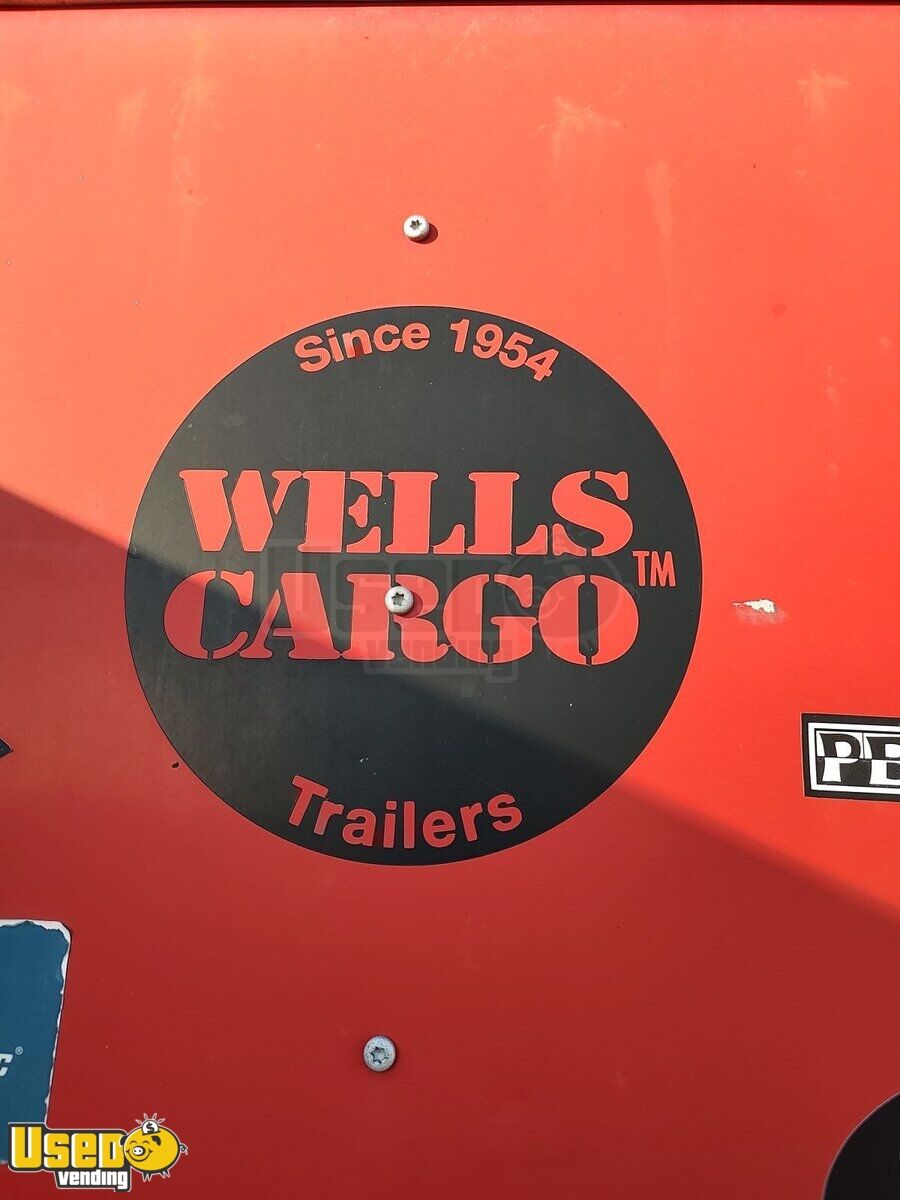 Since 1954
WELLS
CARGO™
Trailers
Used
vending